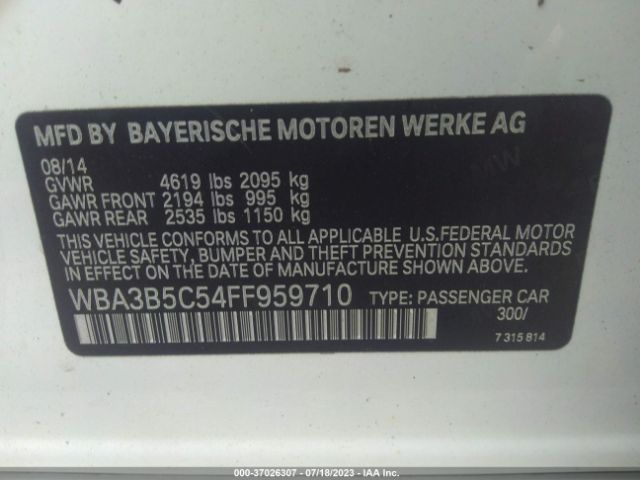 MFD BY BAYERISCHE MOTOREN WERKE AG
08/14
GVWR 4619 lbs 2095 kg
GAWR FRONT 2194 lbs 995 kg
GAWR REAR 2535 lbs 1150 kg
THIS VEHICLE CONFORMS TO ALL APPLICABLE U.S.FEDERAL MOTOR
VEHICLE SAFETY, BUMPER AND THEFT PREVENTION STANDARDS
IN EFFECT ON THE DATE OF MANUFACTURE SHOWN ABOVE.
WBA3B5C54FF959710 TYPE: PASSENGER CAR
300/
7 315 814
000-37026307 / 07/18/2023 - IAA Inc.